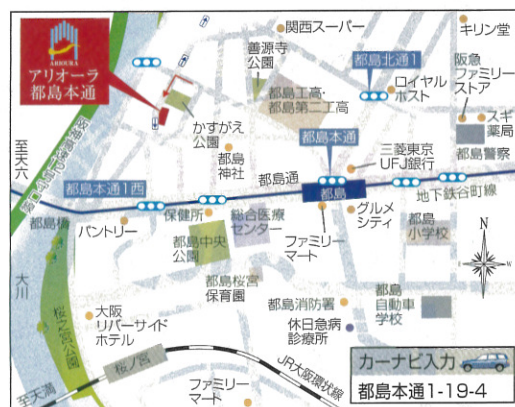 関西スーパー
キリン堂
ARIORA
アリオーラ
都島本通
善源寺
公園
都島北通1
都島工高・
都島第二工高
ロイヤル
ホスト
阪急
ファミリー
ストア
スギ
薬局
かすがえ
公園
都島
神社
都島本通
三菱東京
UFJ銀行
都島警察
至天六
都島本通1西
都島通
都島
地下鉄谷町線
都島橋
パントリー
保健所
総合医療
センター
グルメ
シティ
ファミリー
マート
都島
小学校
都島中央
公園
都島桜宮
保育園
N
S
大川
桜之宮公園
大阪
リバーサイド
ホテル
都島消防署
休日急病
診療所
都島
自動車
学校
桜ノ宮
JR大阪環状線
至天満
ファミリー
マート
カーナビ入力
都島本通1-19-4